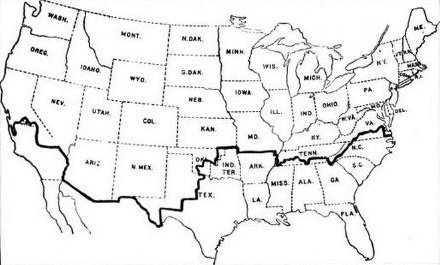 WASH.
MONT.
N.DAK.
MINN.
ME.
OREG.
IDAHO.
WYO.
S.DAK.
WIS.
MICH.
N.Y.
NEB.
IOWA
PA.
NEV.
UTAH.
COL.
KAN.
MO.
ILL.
IND.
OHIO.
W.VA.
MD.
DEL.
VA.
KY.
TENN.
N.C.
ARIZ
N.MEX.
IND.
TER.
ARK.
S.C.
TEX.
LA.
MISS.
ALA.
GA
FLA.